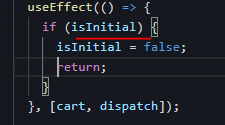 useEffect(() => {
if (isInitial) {
isInitial = false;
return;
}
}, [cart, dispatch]);